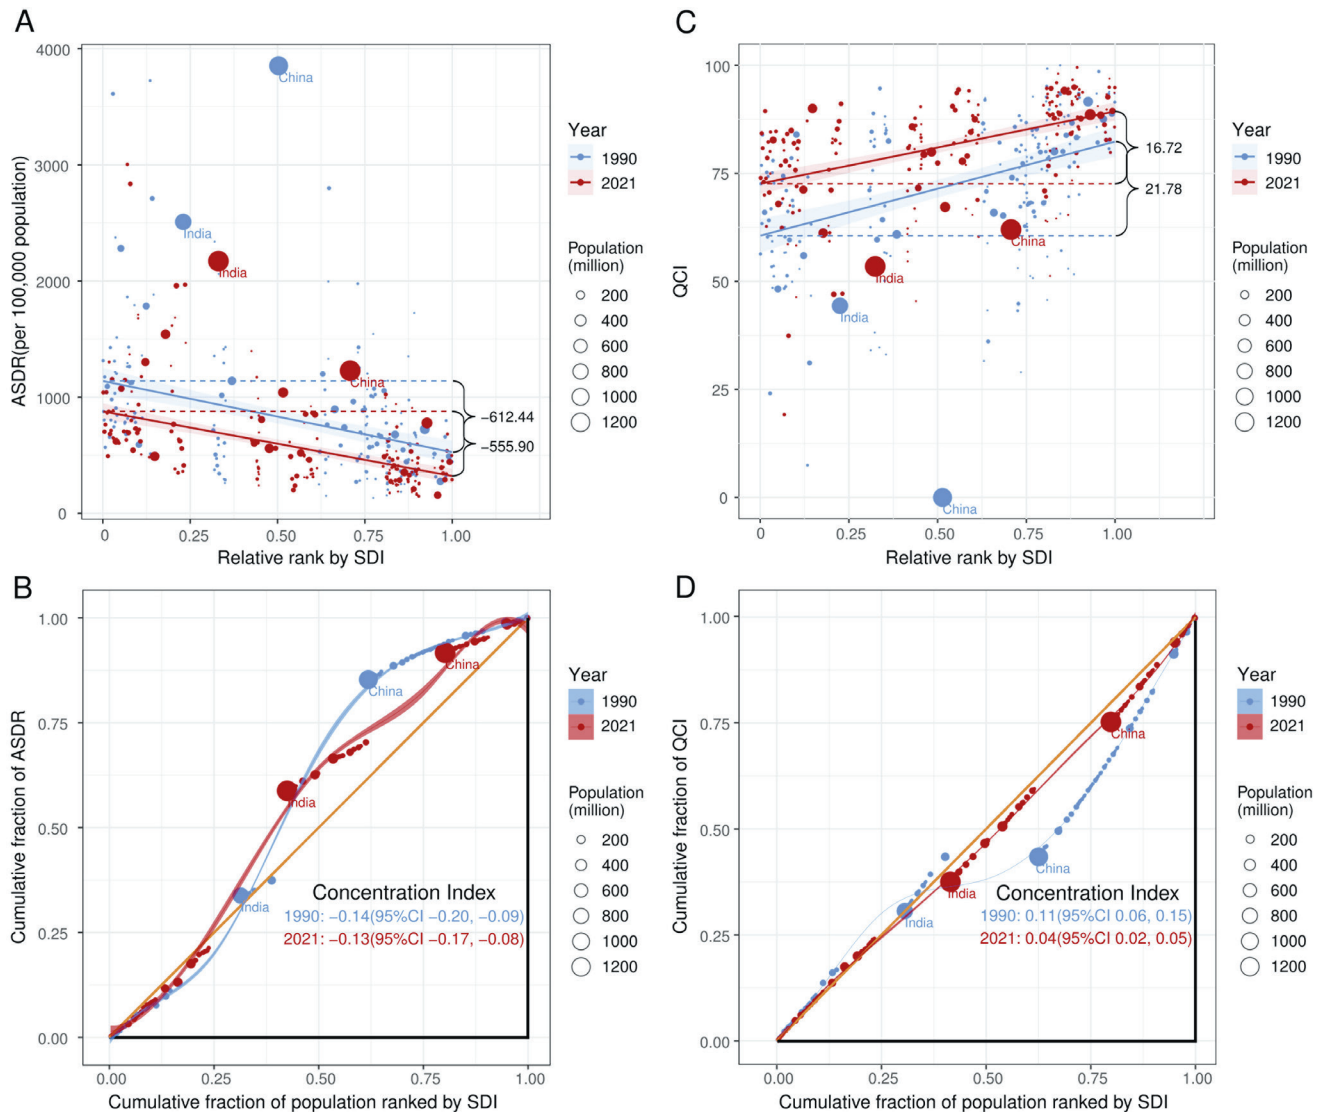 A
4000
3000
2000
1000
0
ASDR(per 100,000 population)
China
India
India
China
−612.44
−555.90
0
0.25
0.50
0.75
1.00
Relative rank by SDI
Year
1990
2021
Population
(million)
200
400
600
800
1000
1200
C
100
75
50
25
0
QCI
China
India
India
China
16.72
21.78
0
0.25
0.50
0.75
1.00
Relative rank by SDI
Year
1990
2021
Population
(million)
200
400
600
800
1000
1200
B
1.00
0.75
0.50
0.25
0.00
Cumulative fraction of ASDR
China
China
India
India
Concentration Index
1990: −0.14(95%CI −0.20, −0.09)
2021: −0.13(95%CI −0.17, −0.08)
0.00
0.25
0.50
0.75
1.00
Cumulative fraction of population ranked by SDI
Year
1990
2021
Population
(million)
200
400
600
800
1000
1200
D
1.00
0.75
0.50
0.25
0.00
Cumulative fraction of QCI
China
China
India
India
Concentration Index
1990: 0.11(95%CI 0.06, 0.15)
2021: 0.04(95%CI 0.02, 0.05)
0.00
0.25
0.50
0.75
1.00
Cumulative fraction of population ranked by SDI
Year
1990
2021
Population
(million)
200
400
600
800
1000
1200